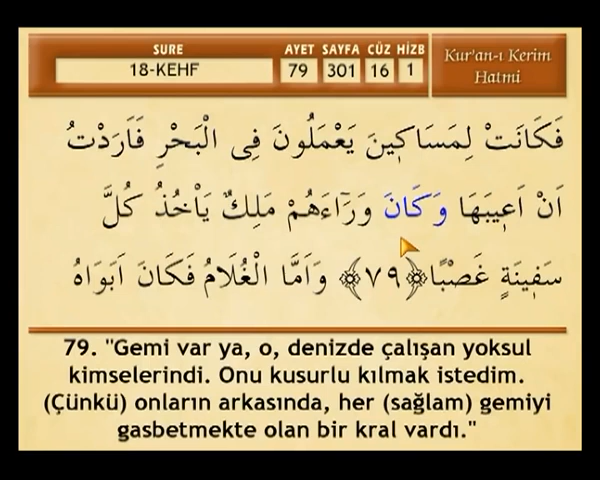 SURE AYET SAYFA CÜZ HİZB
18-KEHF 79 301 16 1
Kur'an-ı Kerim
Hatmi
فَكَانَتْ لِمَسَاك۪ينَ يَعْمَلُونَ فِى الْبَحْرِ فَاَرَدْتُ
اَنْ اَع۪يبَهَا وَكَانَ وَرَٓاءَهُمْ مَلِكٌ يَاْخُذُ كُلَّ
سَف۪ينَةٍ غَصْبًا ﴿٧٩﴾ وَاَمَّا الْغُلَامُ فَكَانَ اَبَوَاهُ
79. "Gemi var ya, o, denizde çalışan yoksul
kimselerindi. Onu kusurlu kılmak istedim.
(Çünkü) onların arkasında, her (sağlam) gemiyi
gasbetmekte olan bir kral vardı."